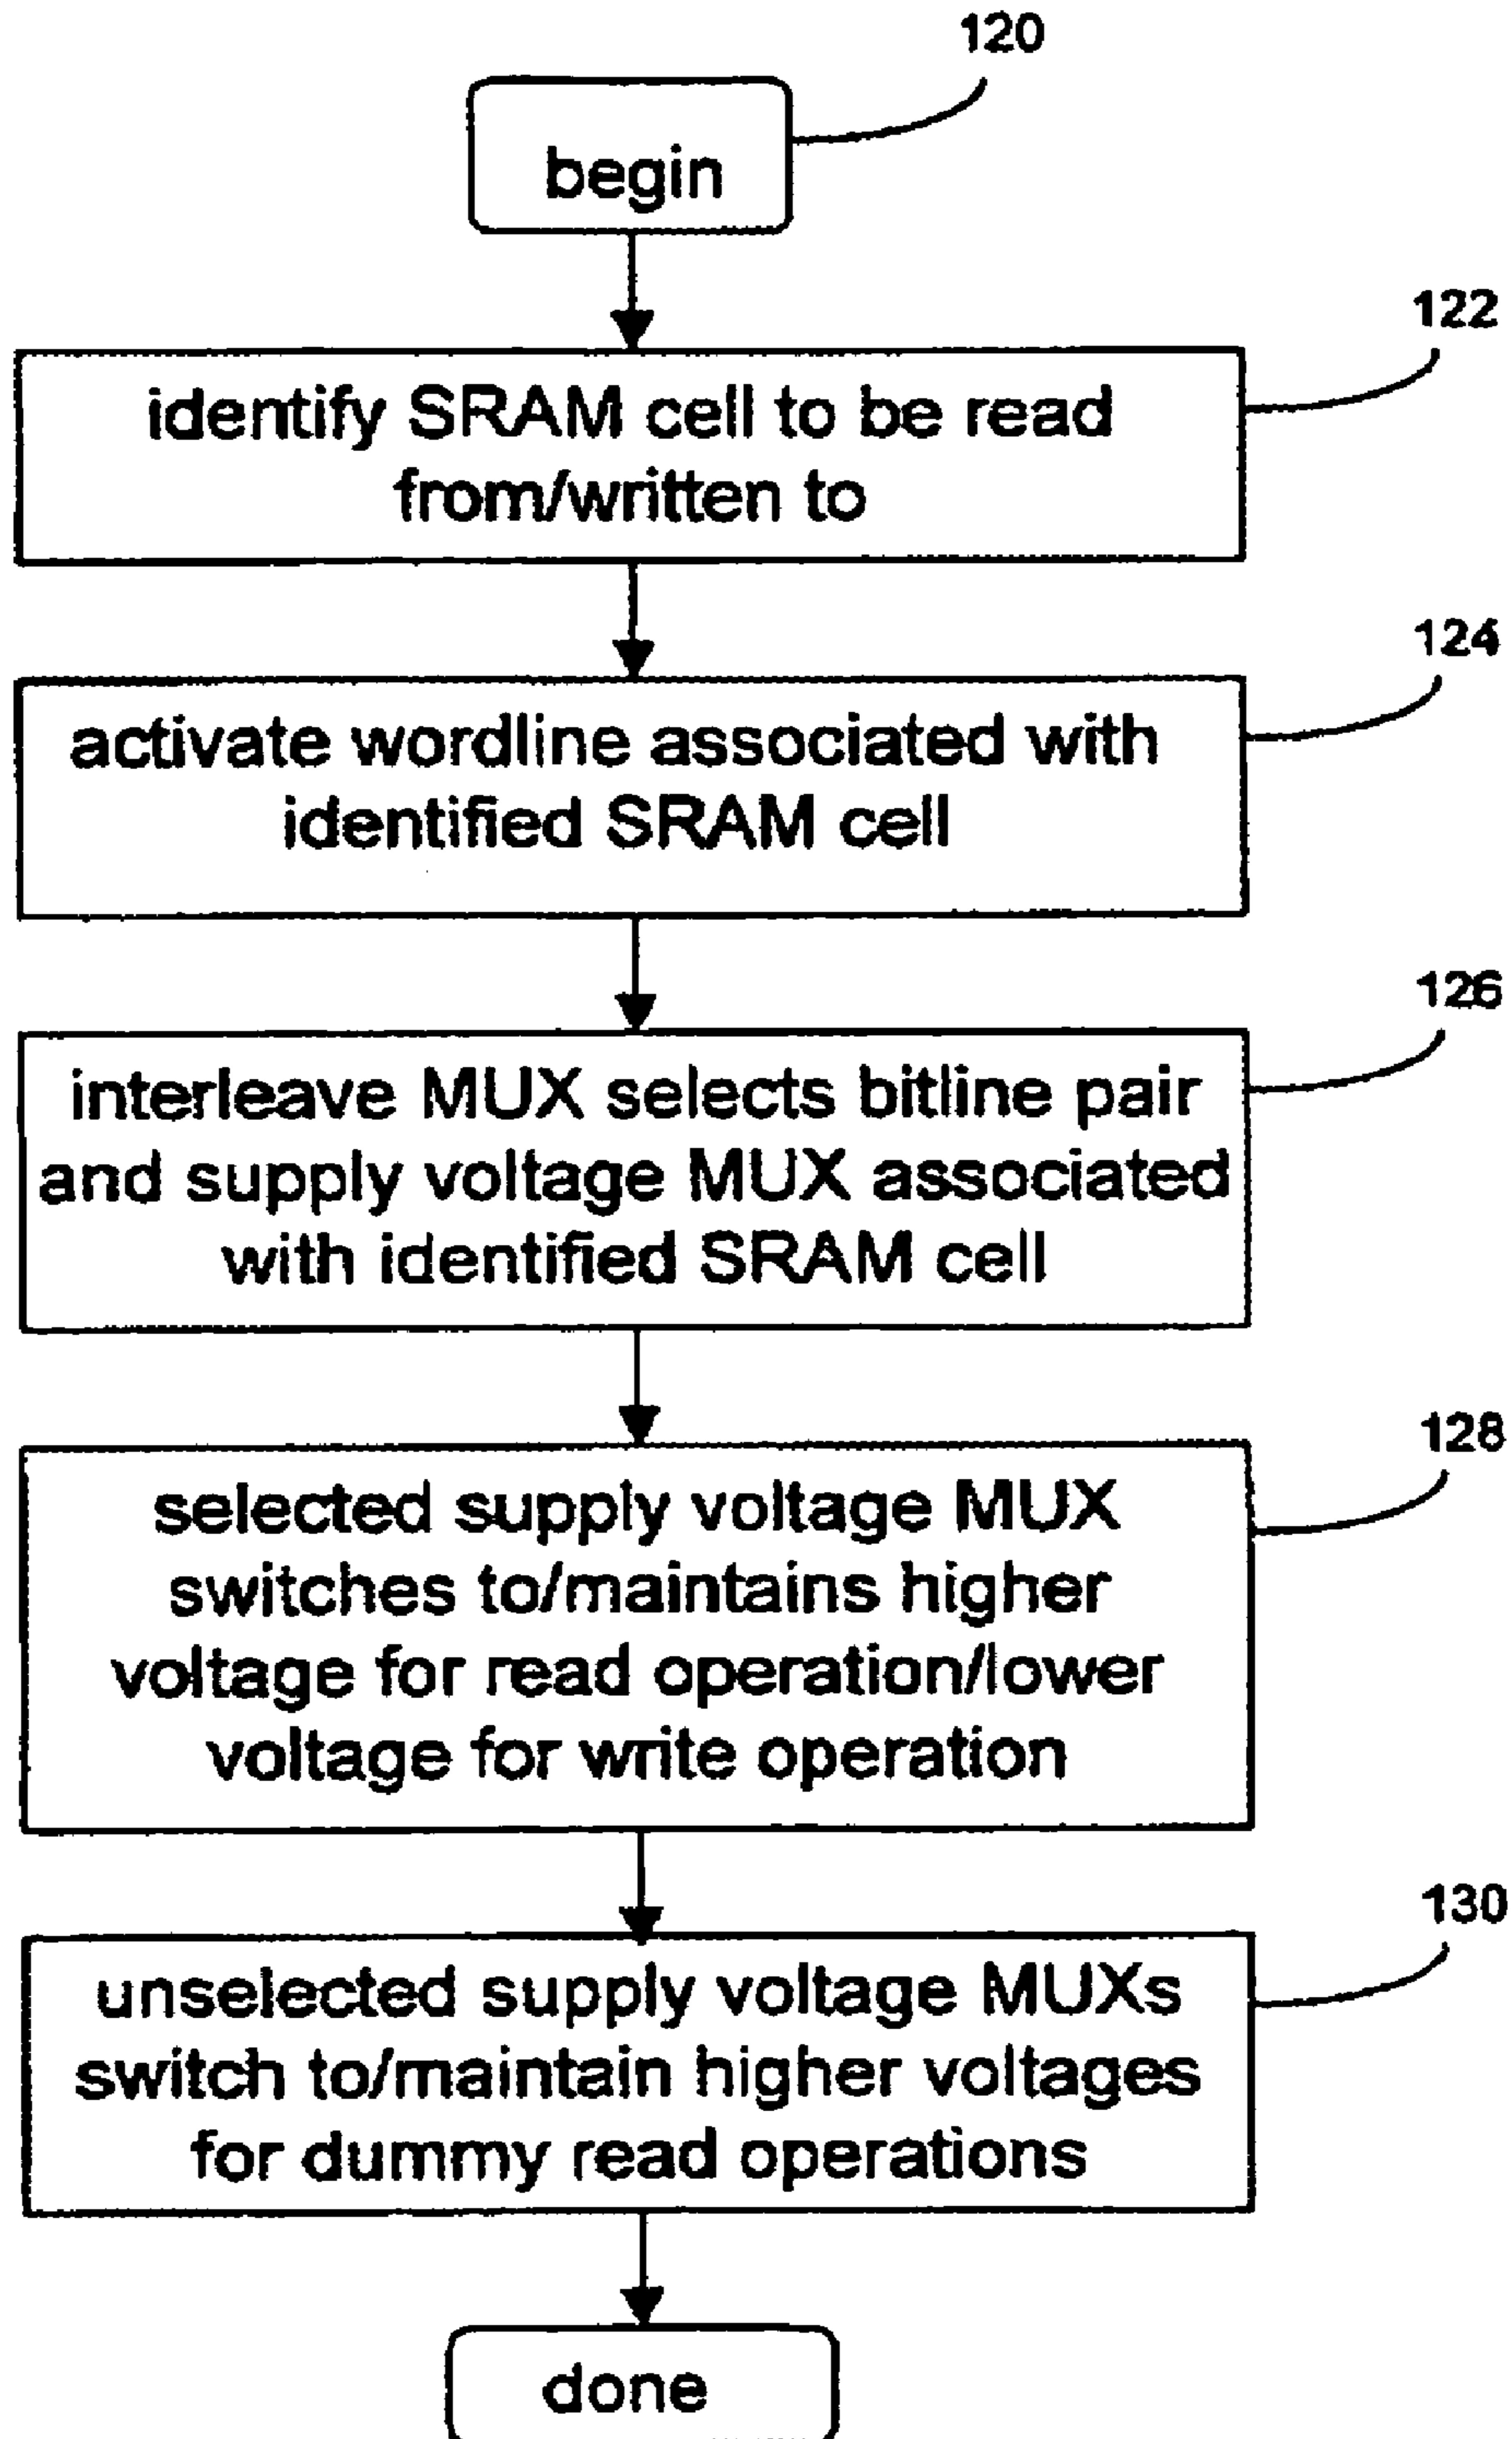 120
begin
122
identify SRAM cell to be read
from/written to
124
activate wordline associated with
identified SRAM cell
126
interleave MUX selects bitline pair
and supply voltage MUX associated
with identified SRAM cell
128
selected supply voltage MUX
switches to/maintains higher
voltage for read operation/lower
voltage for write operation
130
unselected supply voltage MUXs
switch to/maintain higher voltages
for dummy read operations
done